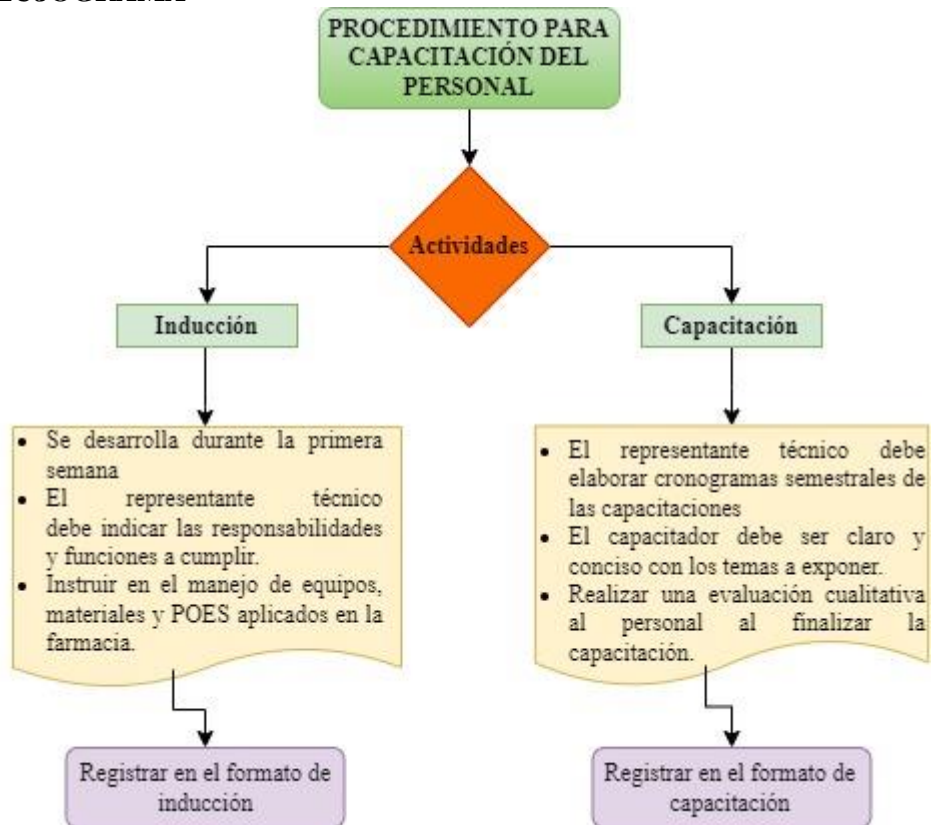 PROCEDIMIENTO PARA
CAPACITACIÓN DEL
PERSONAL
Actividades
Inducción
Capacitación
• Se desarrolla durante la primera
semana
• El representante técnico
debe indicar las responsabilidades
y funciones a cumplir.
• Instruir en el manejo de equipos,
materiales y POES aplicados en la
farmacia.
• El representante técnico debe
elaborar cronogramas semestrales de
las capacitaciones
• El capacitador debe ser claro y
conciso con los temas a exponer.
• Realizar una evaluación cualitativa
al personal al finalizar la
capacitación.
Registrar en el formato de
inducción
Registrar en el formato de
capacitación